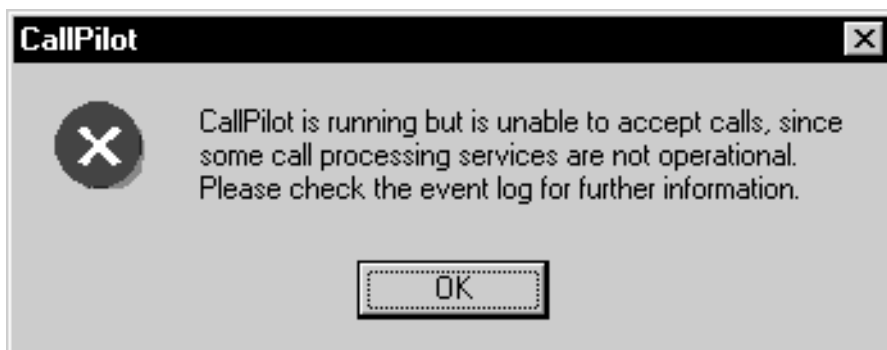 CallPilot
CallPilot is running but is unable to accept calls, since
some call processing services are not operational.
Please check the event log for further information.
OK